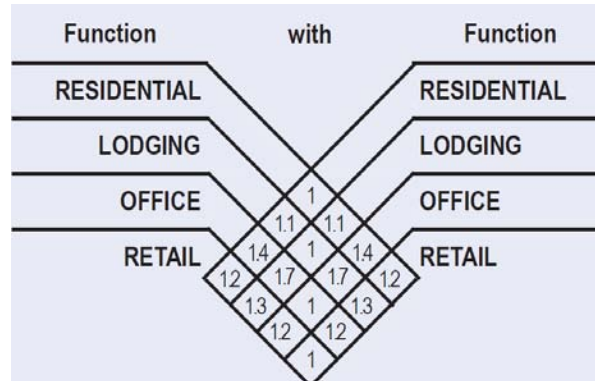 Function with Function
RESIDENTIAL RESIDENTIAL
LODGING LODGING
OFFICE OFFICE
RETAIL RETAIL
1
1.1 1.1
1.4 1 1.4
1.2 1.7 1.7 1.2
1.3 1 1.3
1.2 1.2
1